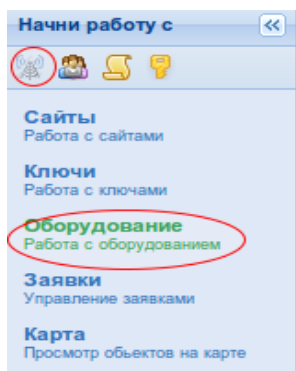 Начни работу с
Сайты
Работа с сайтами
Ключи
Работа с ключами
Оборудование
Работа с оборудованием
Заявки
Управление заявками
Карта
Просмотр объектов на карте